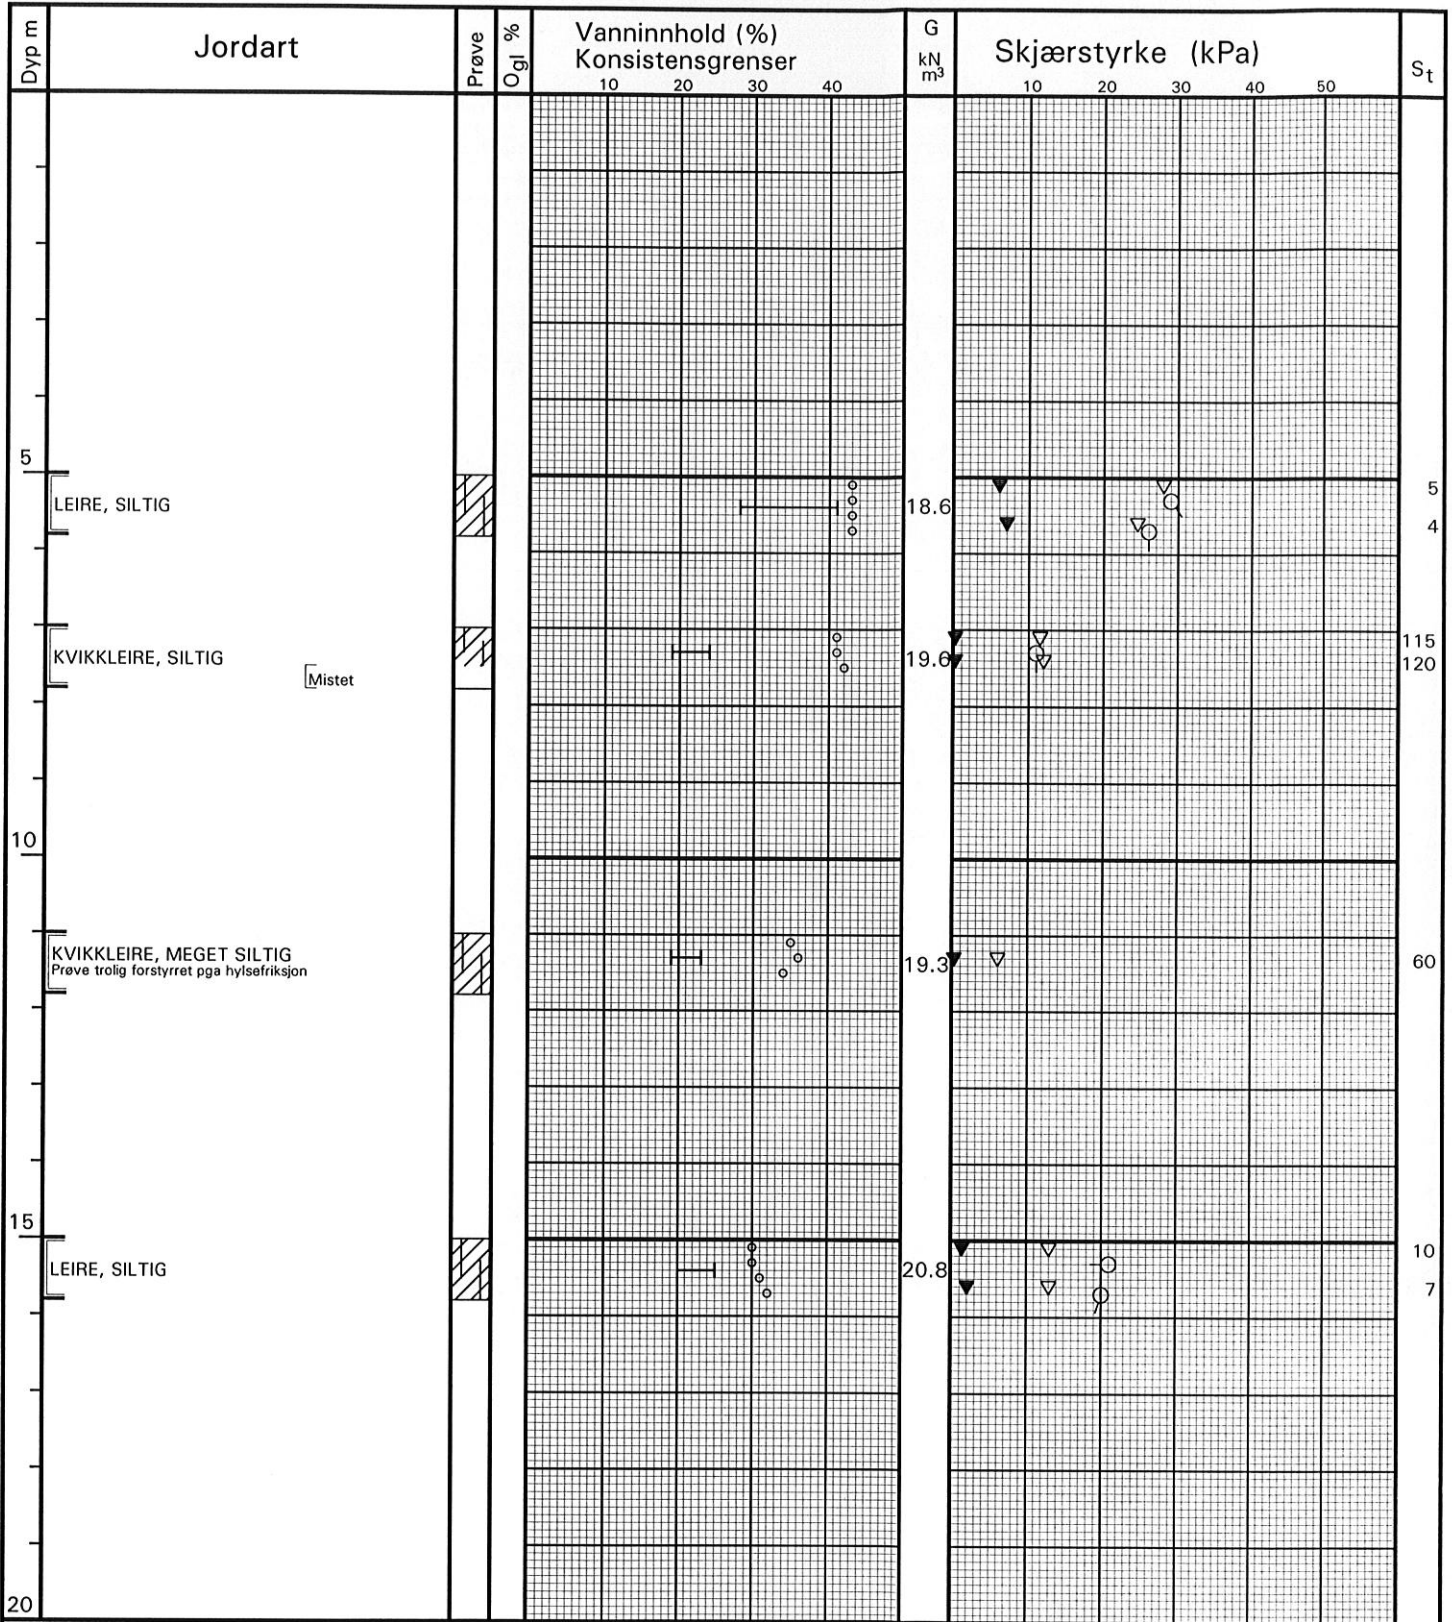 Dyp m
Jordart
Prøve
Ogl %
Vanninnhold (%)
Konsistensgrenser
10 20 30 40
G
kN
m³
Skjærstyrke (kPa)
10 20 30 40 50
St
5
LEIRE, SILTIG
18.6
5
4
KVIKKLEIRE, SILTIG
Mistet
19.6
115
120
10
KVIKKLEIRE, MEGET SILTIG
Prøve trolig forstyrret pga hylsefriksjon
19.3
60
15
LEIRE, SILTIG
20.8
10
7
20